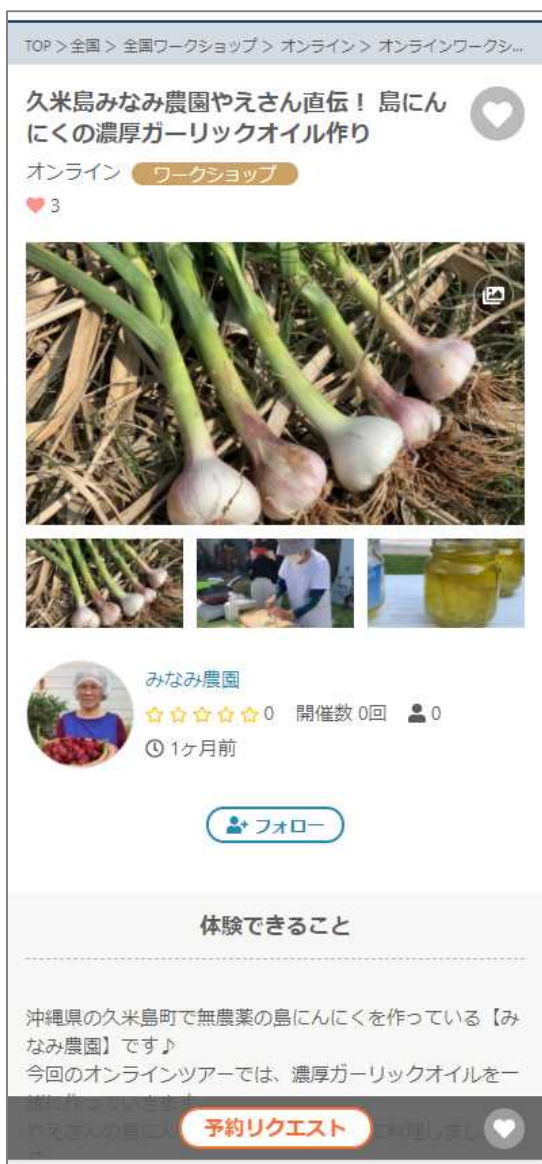 TOP > 全国 > 全国ワークショップ > オンライン > オンラインワークシ...
久米島みなみ農園やえさん直伝！ 島にん
にくの濃厚ガーリックオイル作り
オンライン ワークショップ
3
みなみ農園
0 開催数 0回 0
1ヶ月前
フォロー
体験できること
沖縄県の久米島町で無農薬の島にんにくを作っている【み
なみ農園】です♪
今回のオンラインツアーでは、濃厚ガーリックオイルを一
予約リクエスト